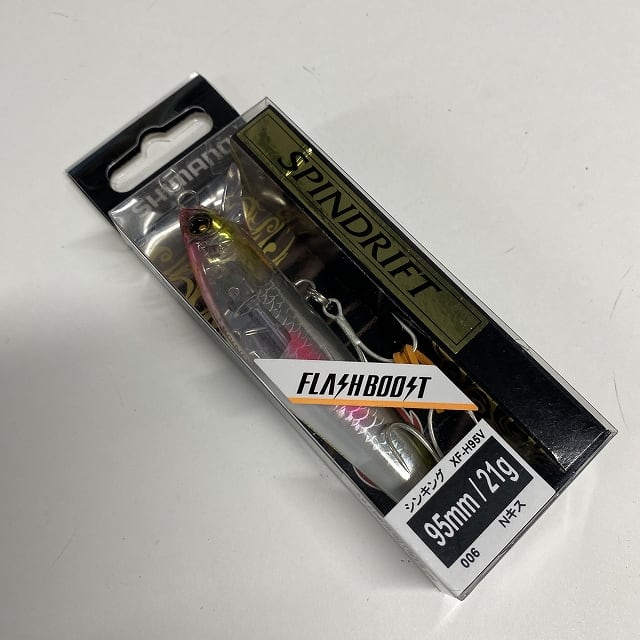 SHIMANO
SPINDRIFT
FLASHBOOST
シンキング XF-H95V
95mm/21g
006 Nキス